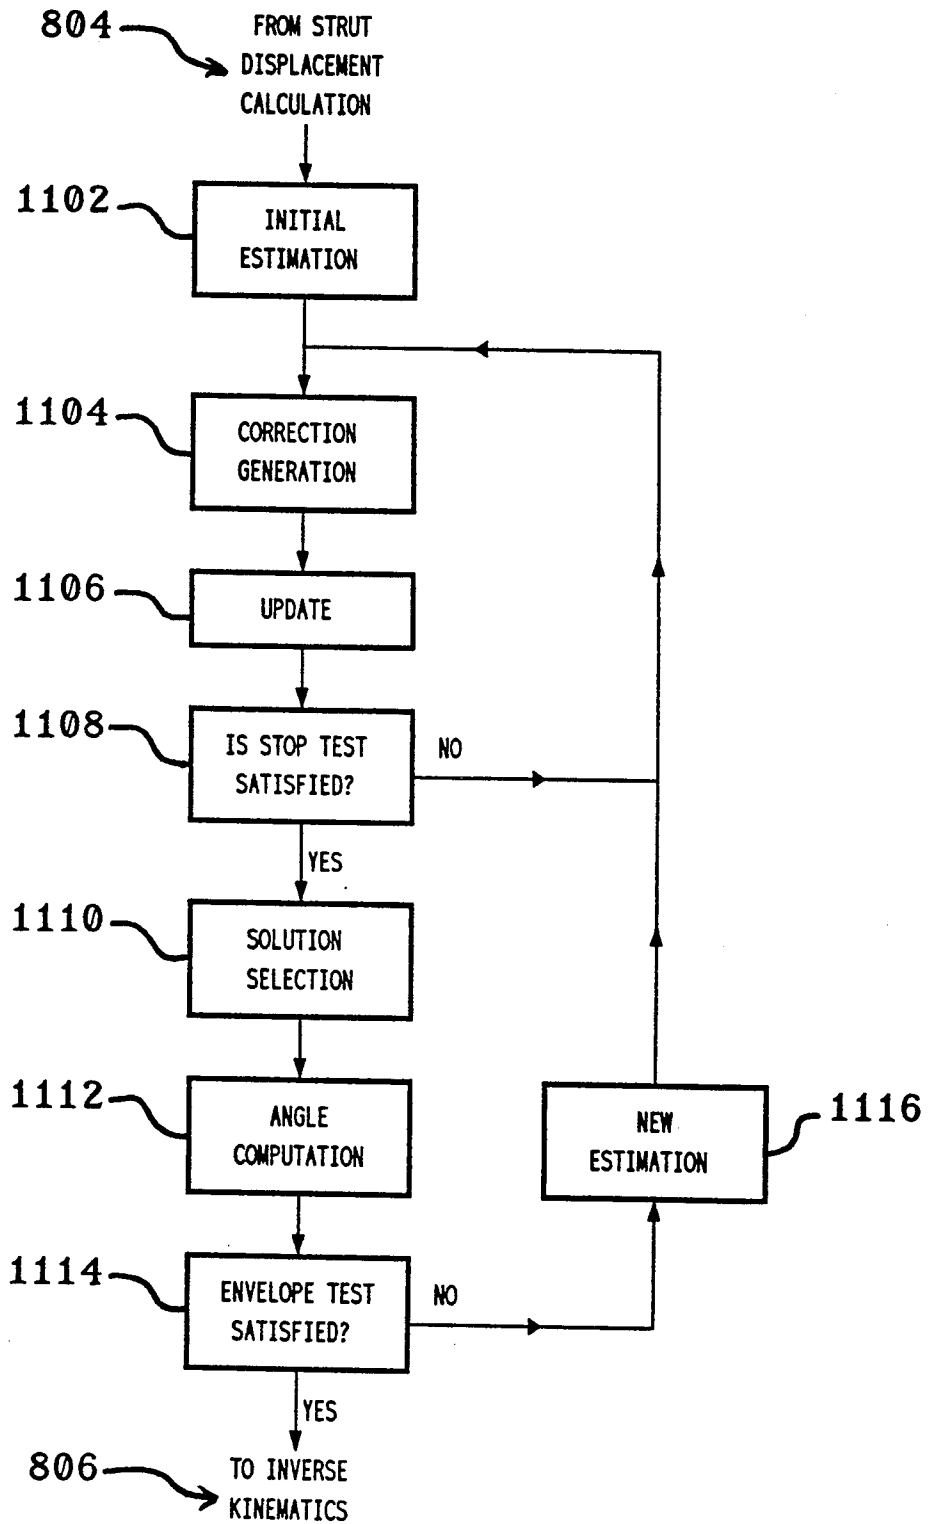 804
FROM STRUT
DISPLACEMENT
CALCULATION
1102
INITIAL
ESTIMATION
1104
CORRECTION
GENERATION
1106
UPDATE
1108
IS STOP TEST
SATISFIED?
NO
YES
1110
SOLUTION
SELECTION
1112
ANGLE
COMPUTATION
NEW
ESTIMATION
1116
1114
ENVELOPE TEST
SATISFIED?
NO
YES
806
TO INVERSE
KINEMATICS